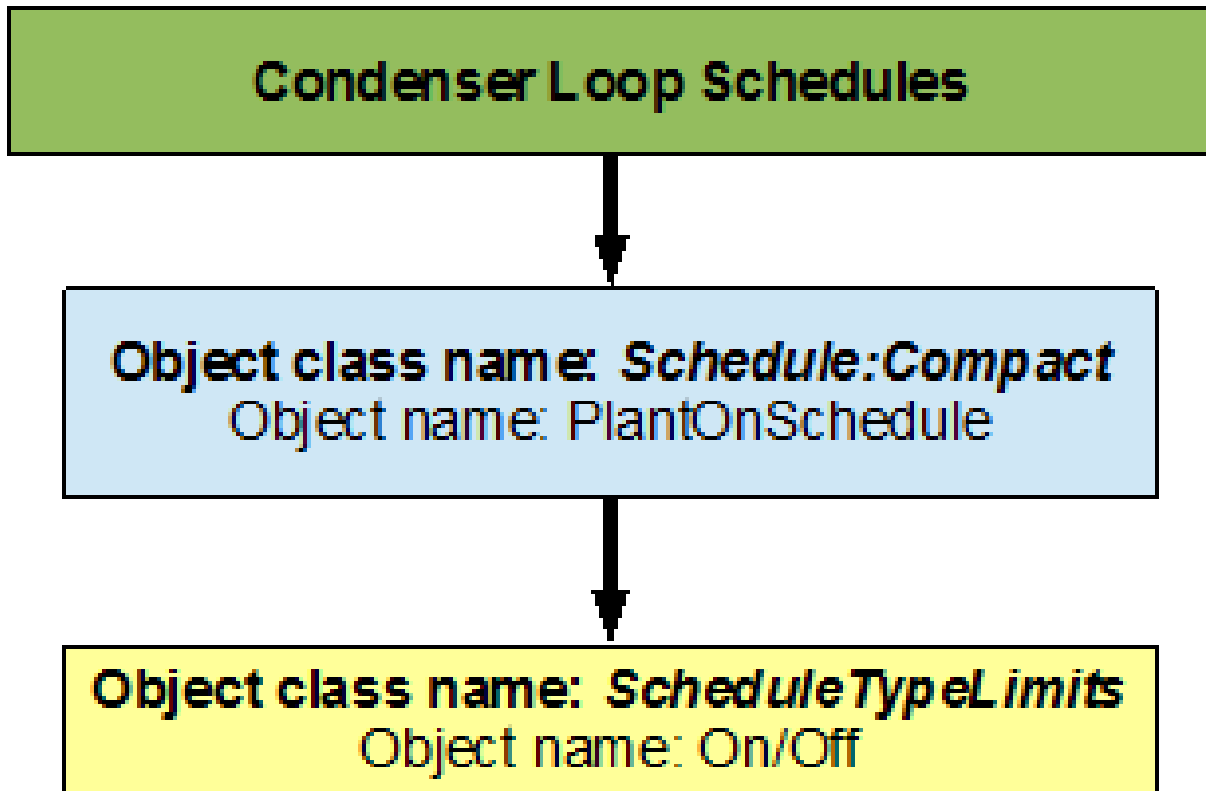 Condenser Loop Schedules
Object class name: Schedule:Compact
Object name: PlantOnSchedule
Object class name: ScheduleTypeLimits
Object name: On/Off